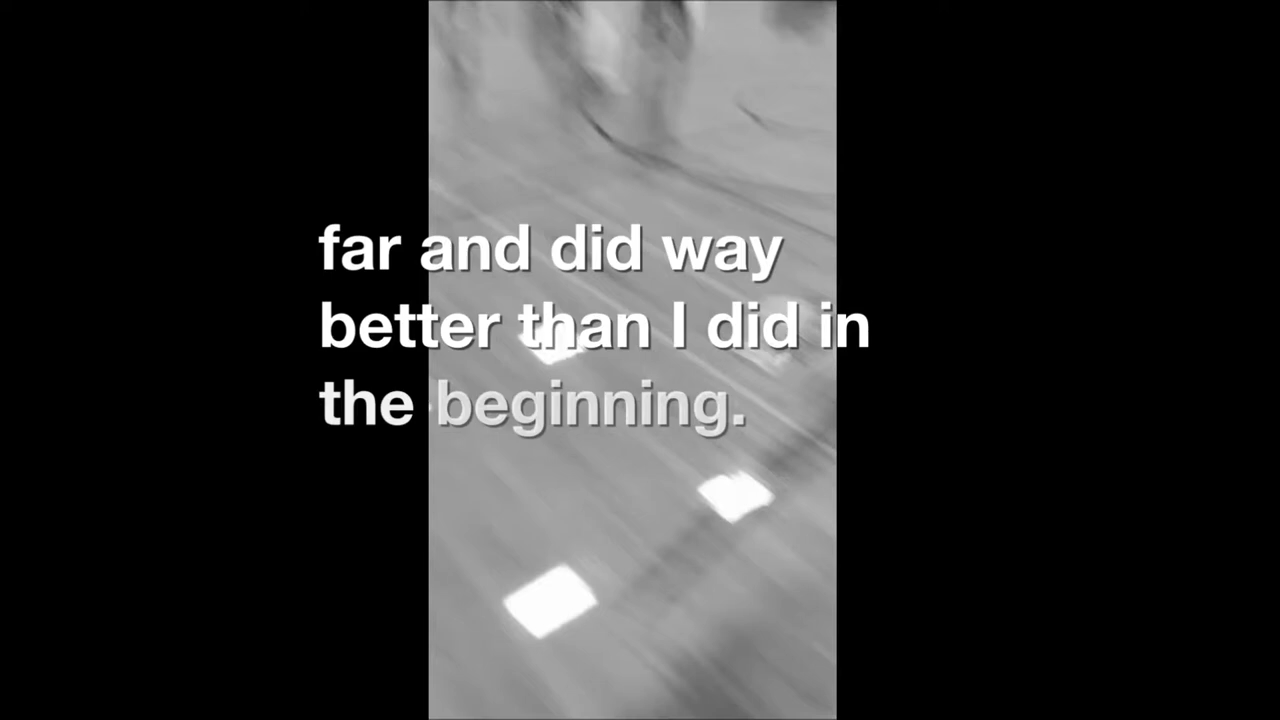 far and did way
better than I did in
the beginning.